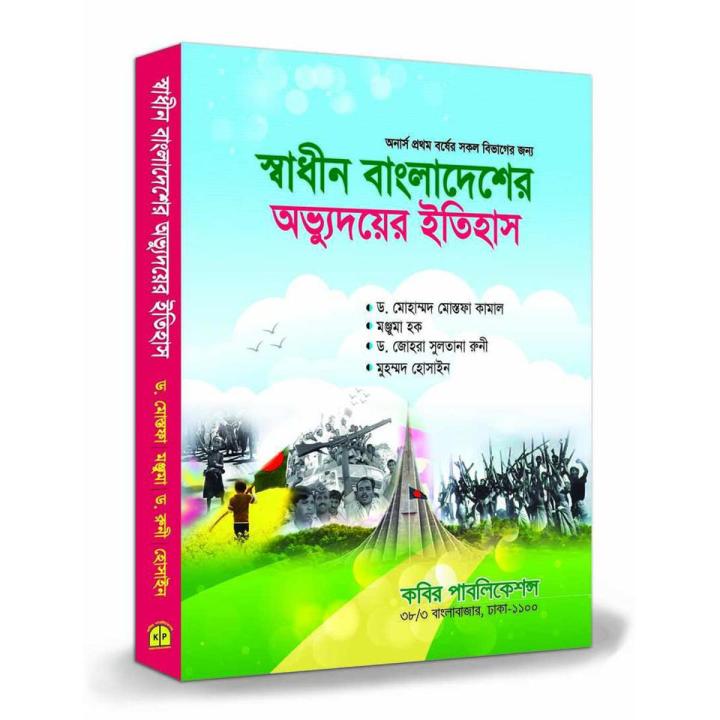 অনার্স প্রথম বর্ষের সকল বিভাগের জন্য
স্বাধীন বাংলাদেশের
অভ্যুদয়ের ইতিহাস
ড. মোহাম্মদ মোস্তফা কামাল
মঞ্জুমা হক
ড. জোহরা সুলতানা রুনী
মুহম্মদ হোসাইন
কবির পাবলিকেশন্স
৩৮/৩ বাংলাবাজার, ঢাকা-১১০০
স্বাধীন বাংলাদেশের অভ্যুদয়ের ইতিহাস
ড. মোস্তফা মঞ্জুমা ড. রুনী হোসাইন
K P